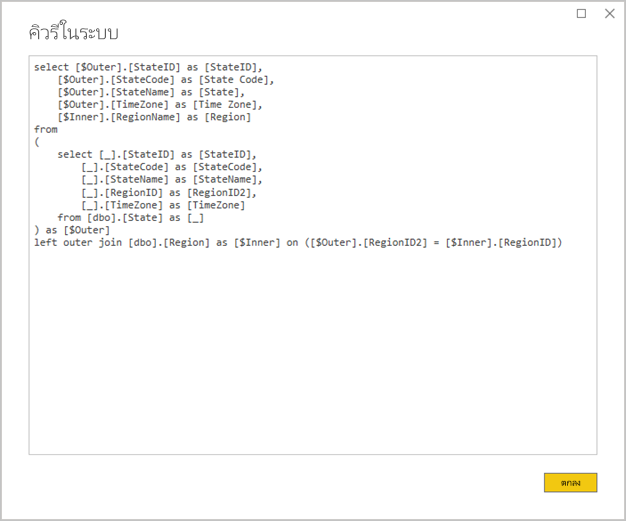 คิวรีในระบบ
select [$Outer].[StateID] as [StateID],
    [$Outer].[StateCode] as [State Code],
    [$Outer].[StateName] as [State],
    [$Outer].[TimeZone] as [Time Zone],
    [$Inner].[RegionName] as [Region]
from
(
    select [_].[StateID] as [StateID],
        [_].[StateCode] as [StateCode],
        [_].[StateName] as [StateName],
        [_].[RegionID] as [RegionID2],
        [_].[TimeZone] as [TimeZone]
    from [dbo].[State] as [_]
) as [$Outer]
left outer join [dbo].[Region] as [$Inner] on ([$Outer].[RegionID2] = [$Inner].[RegionID])
ตกลง